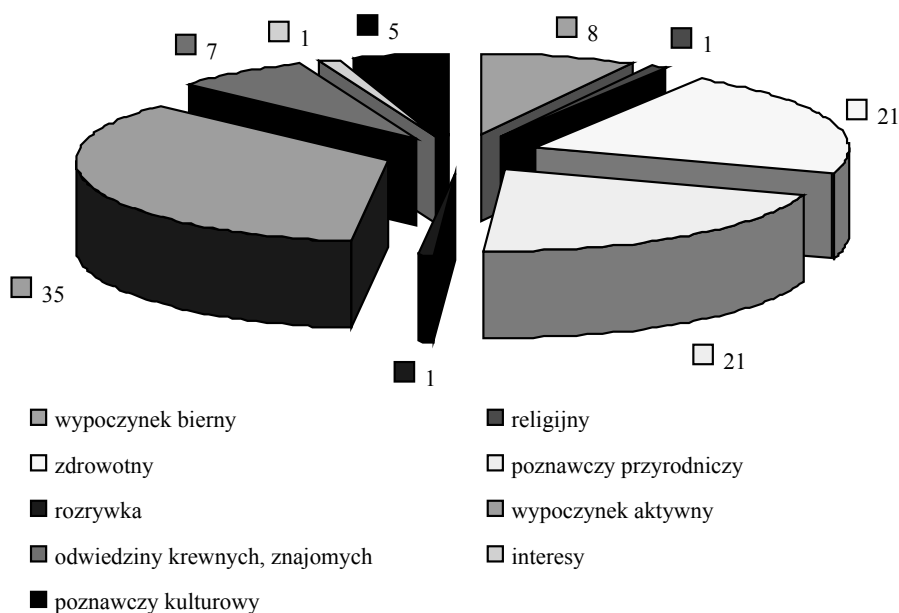 1
5
8
7
1
21
35
21
1
wypoczynek bierny
religijny
zdrowotny
poznawczy przyrodniczy
rozrywka
wypoczynek aktywny
odwiedziny krewnych, znajomych
interesy
poznawczy kulturowy